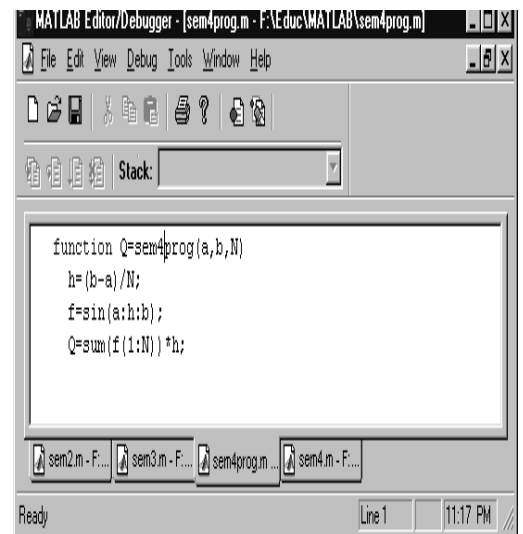 MATLAB Editor/Debugger - [sem4prog.m - F:\Educ\MATLAB\sem4prog.m]
File Edit View Debug Tools Window Help
Stack:
function Q=sem4prog(a,b,N)
h=(b-a)/N;
f=sin(a:h:b);
Q=sum(f(1:N))*h;
sem2.m - F:... sem3.m - F:... sem4prog.m ... sem4.m - F:...
Ready Line 1 11:17 PM